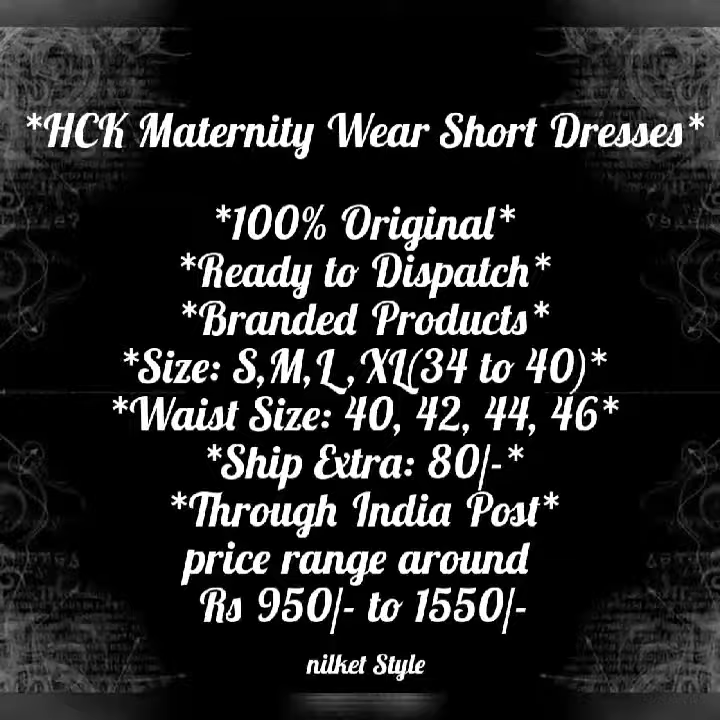 *HCK Maternity Wear Short Dresses*
*100% Original*
*Ready to Dispatch*
*Branded Products*
*Size: S,M,L,XL(34 to 40)*
*Waist Size: 40, 42, 44, 46*
*Ship Extra: 80/-*
*Through India Post*
price range around
Rs 950/- to 1550/-
nilket Style